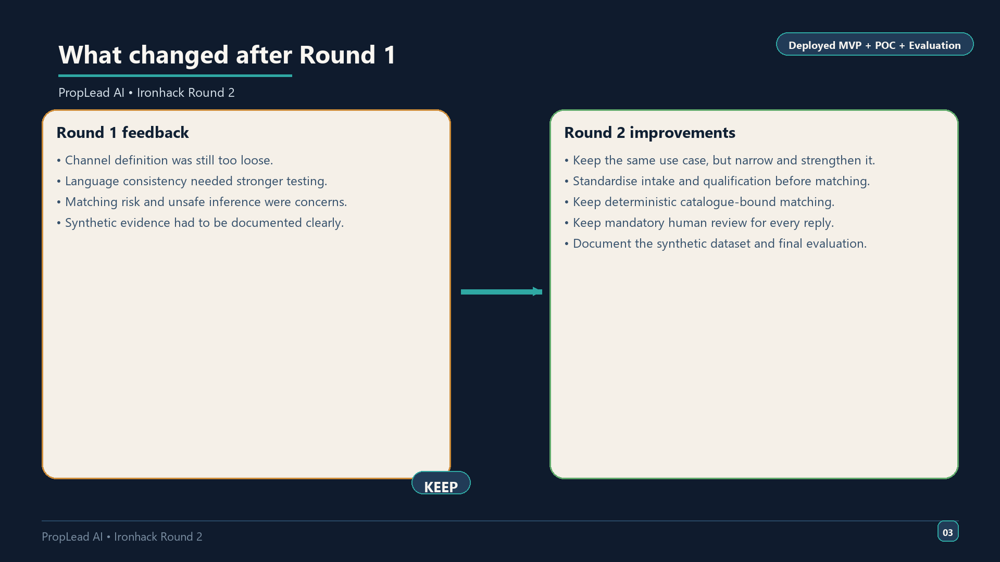 What changed after Round 1
Deployed MVP + POC + Evaluation
PropLead AI • Ironhack Round 2
Round 1 feedback
• Channel definition was still too loose.
• Language consistency needed stronger testing.
• Matching risk and unsafe inference were concerns.
• Synthetic evidence had to be documented clearly.
Round 2 improvements
• Keep the same use case, but narrow and strengthen it.
• Standardise intake and qualification before matching.
• Keep deterministic catalogue-bound matching.
• Keep mandatory human review for every reply.
• Document the synthetic dataset and final evaluation.
KEEP
PropLead AI • Ironhack Round 2
03